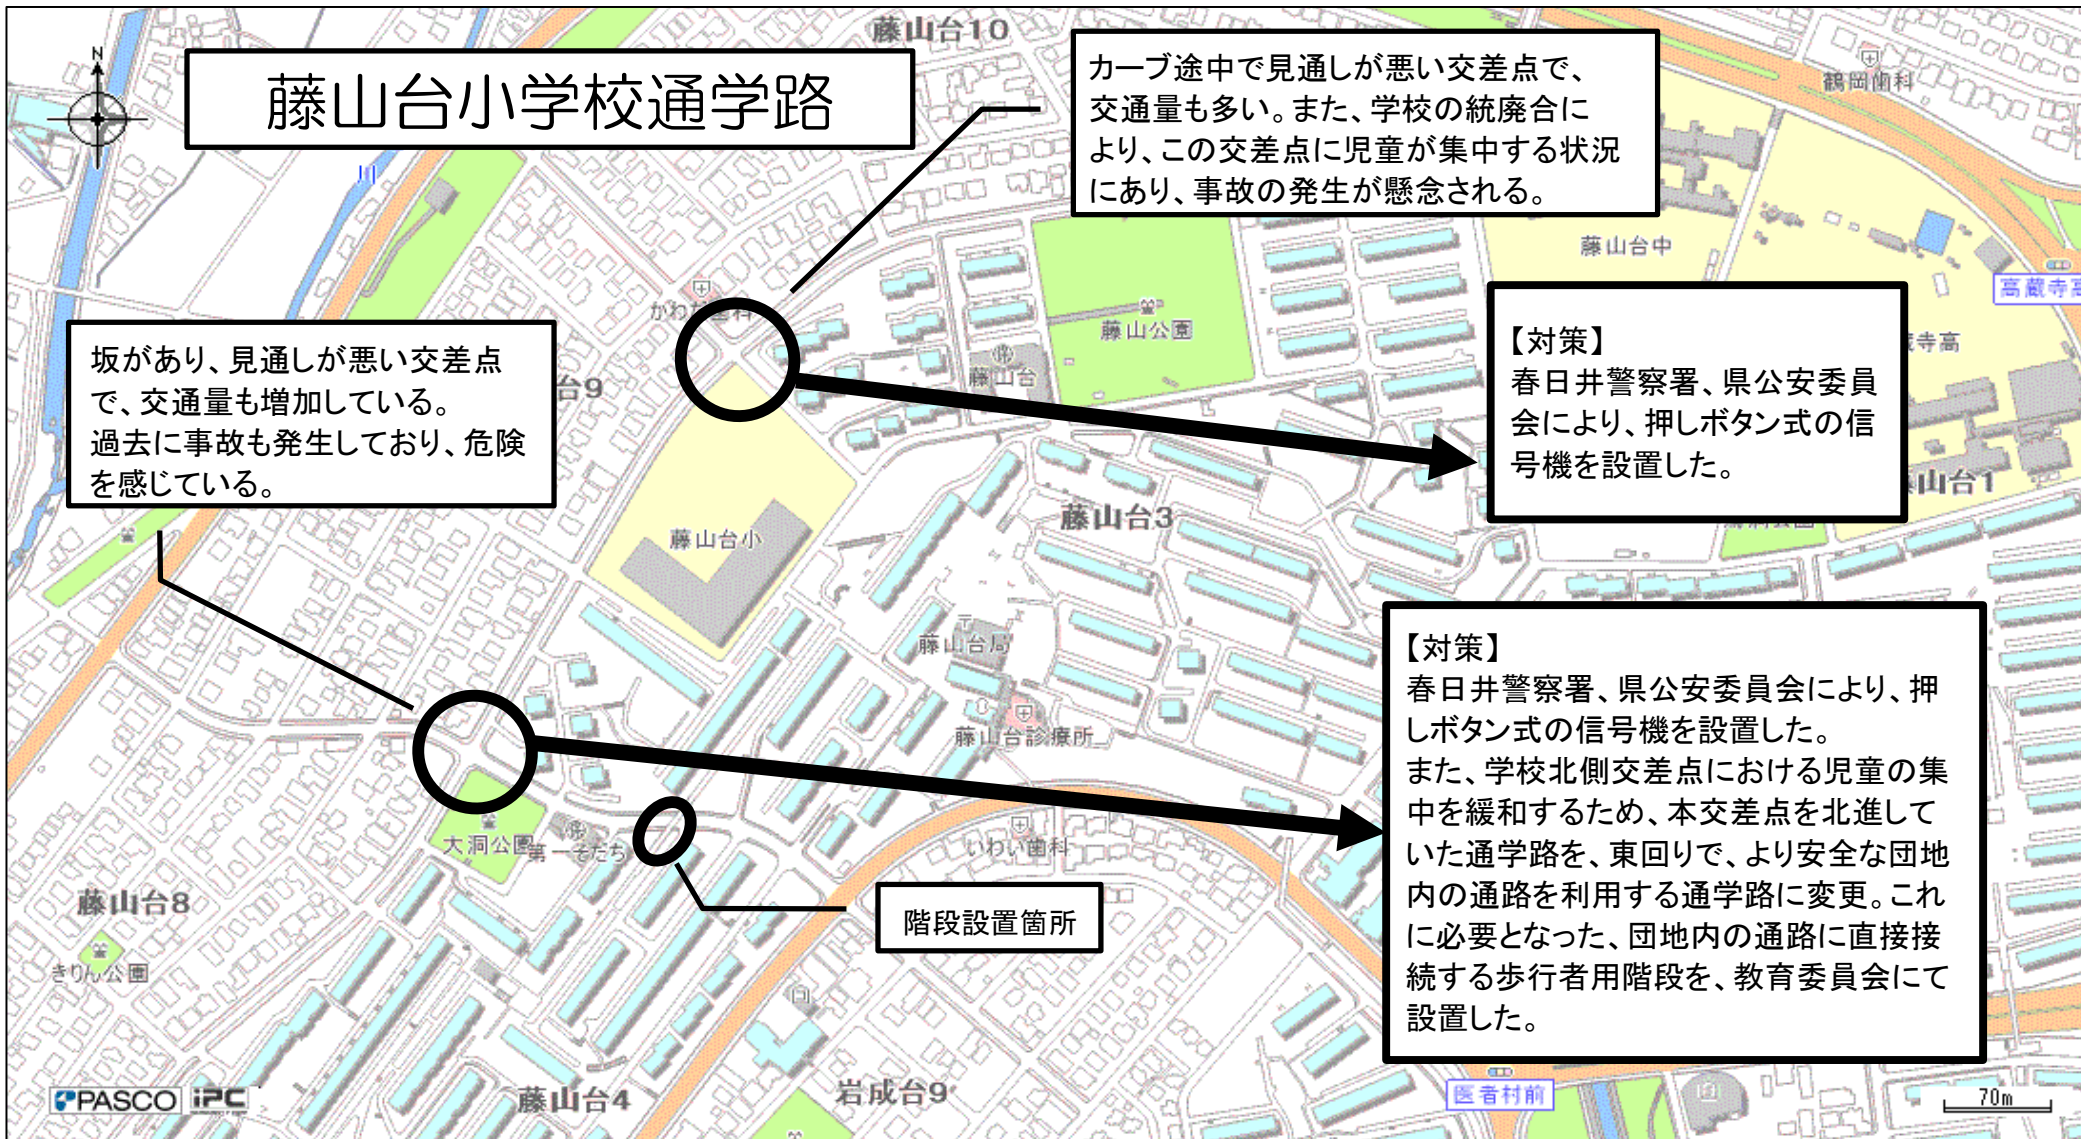 藤山台小学校通学路
N
川
藤山台10
カーブ途中で見通しが悪い交差点で、
交通量も多い。また、学校の統廃合に
より、この交差点に児童が集中する状況
にあり、事故の発生が懸念される。
鶴岡歯科
藤山台中
高蔵寺高
坂があり、見通しが悪い交差点
で、交通量も増加している。
過去に事故も発生しており、危険
を感じている。
台9
藤山公園
藤山台
【対策】
春日井警察署、県公安委員
会により、押しボタン式の信
号機を設置した。
寺高
山台1
藤山台小
藤山台3
藤山台局
藤山台診療所
【対策】
春日井警察署、県公安委員会により、押
しボタン式の信号機を設置した。
また、学校北側交差点における児童の集
中を緩和するため、本交差点を北進して
いた通学路を、東回りで、より安全な団地
内の通路を利用する通学路に変更。これ
に必要となった、団地内の通路に直接接
続する歩行者用階段を、教育委員会にて
設置した。
大洞公園
第一そだち
いわい歯科
階段設置箇所
藤山台8
きりん公園
藤山台4
岩成台9
医者村前
PASCO iPC
70m